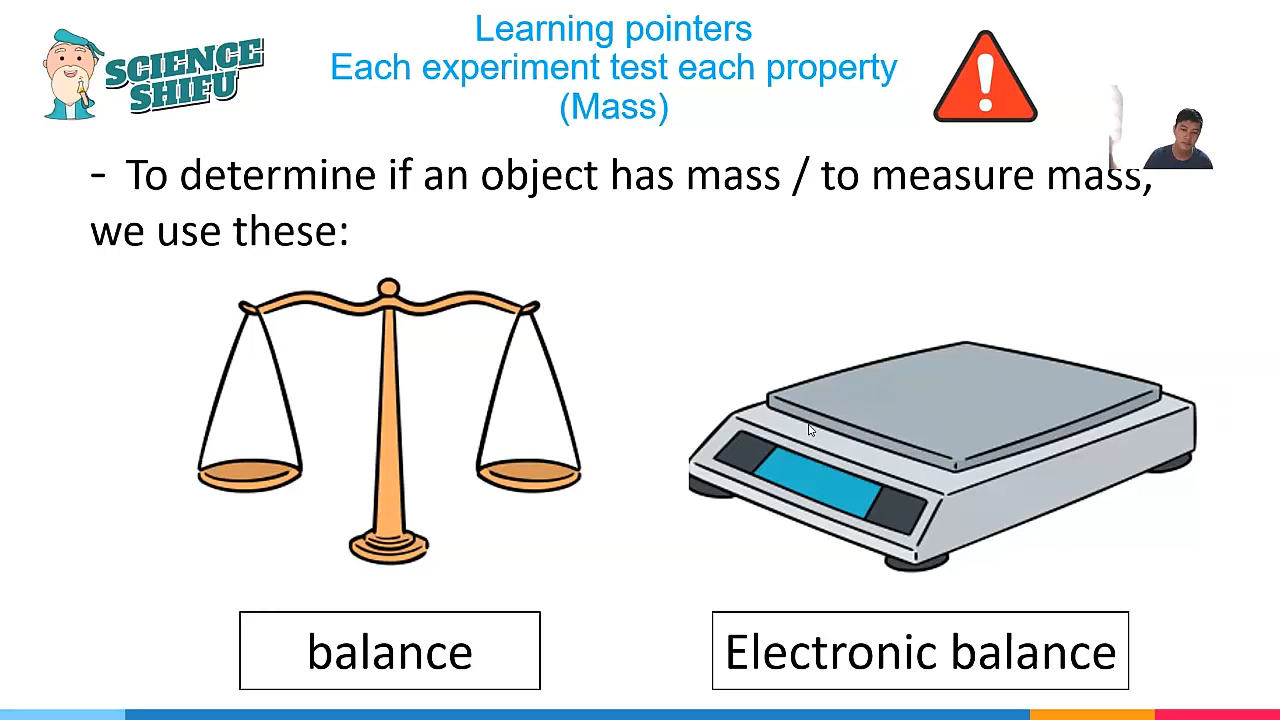 SCIENCE
SHIFU
Learning pointers
Each experiment test each property
(Mass)
- To determine if an object has mass / to measure mass,
we use these:
balance
Electronic balance